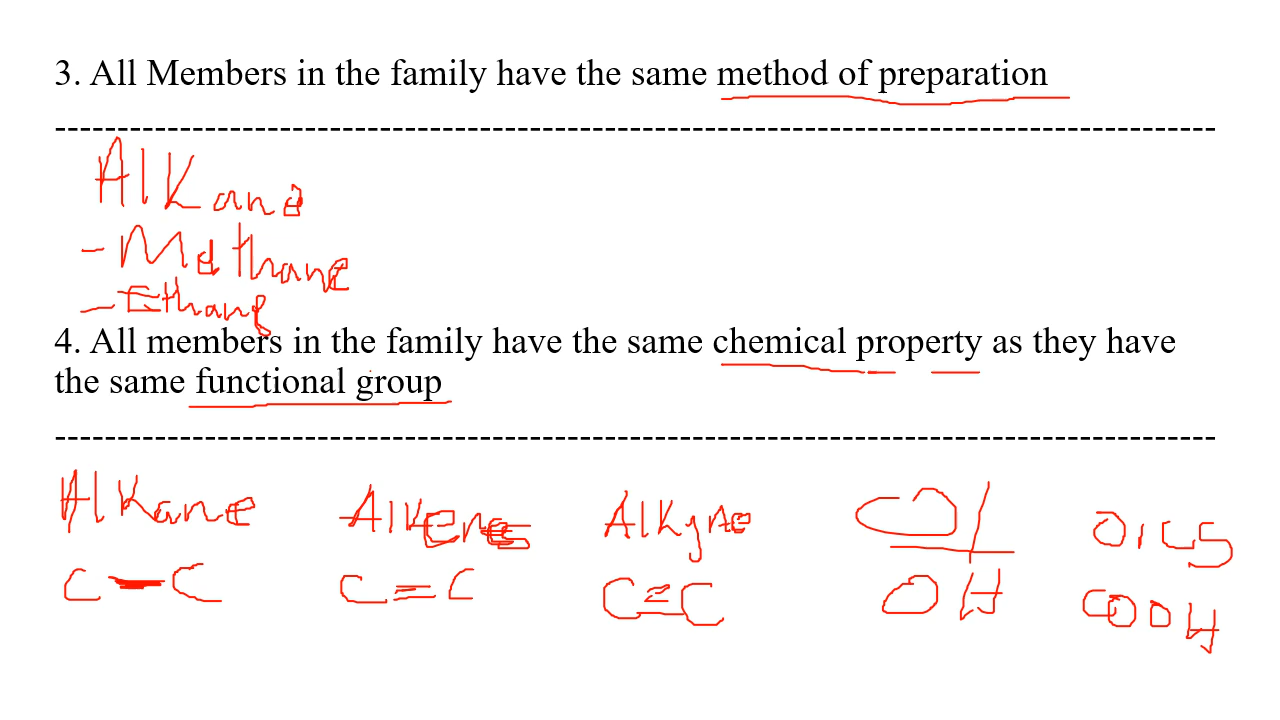 3. All Members in the family have the same method of preparation
--------------------------------------------------------------------------------------------
Alkane
- Methane
- Ethane
4. All members in the family have the same chemical property as they have
the same functional group
--------------------------------------------------------------------------------------------
Alkane Alkene Alkyne Ol Oics
C-C C=C C≡C OH COOH